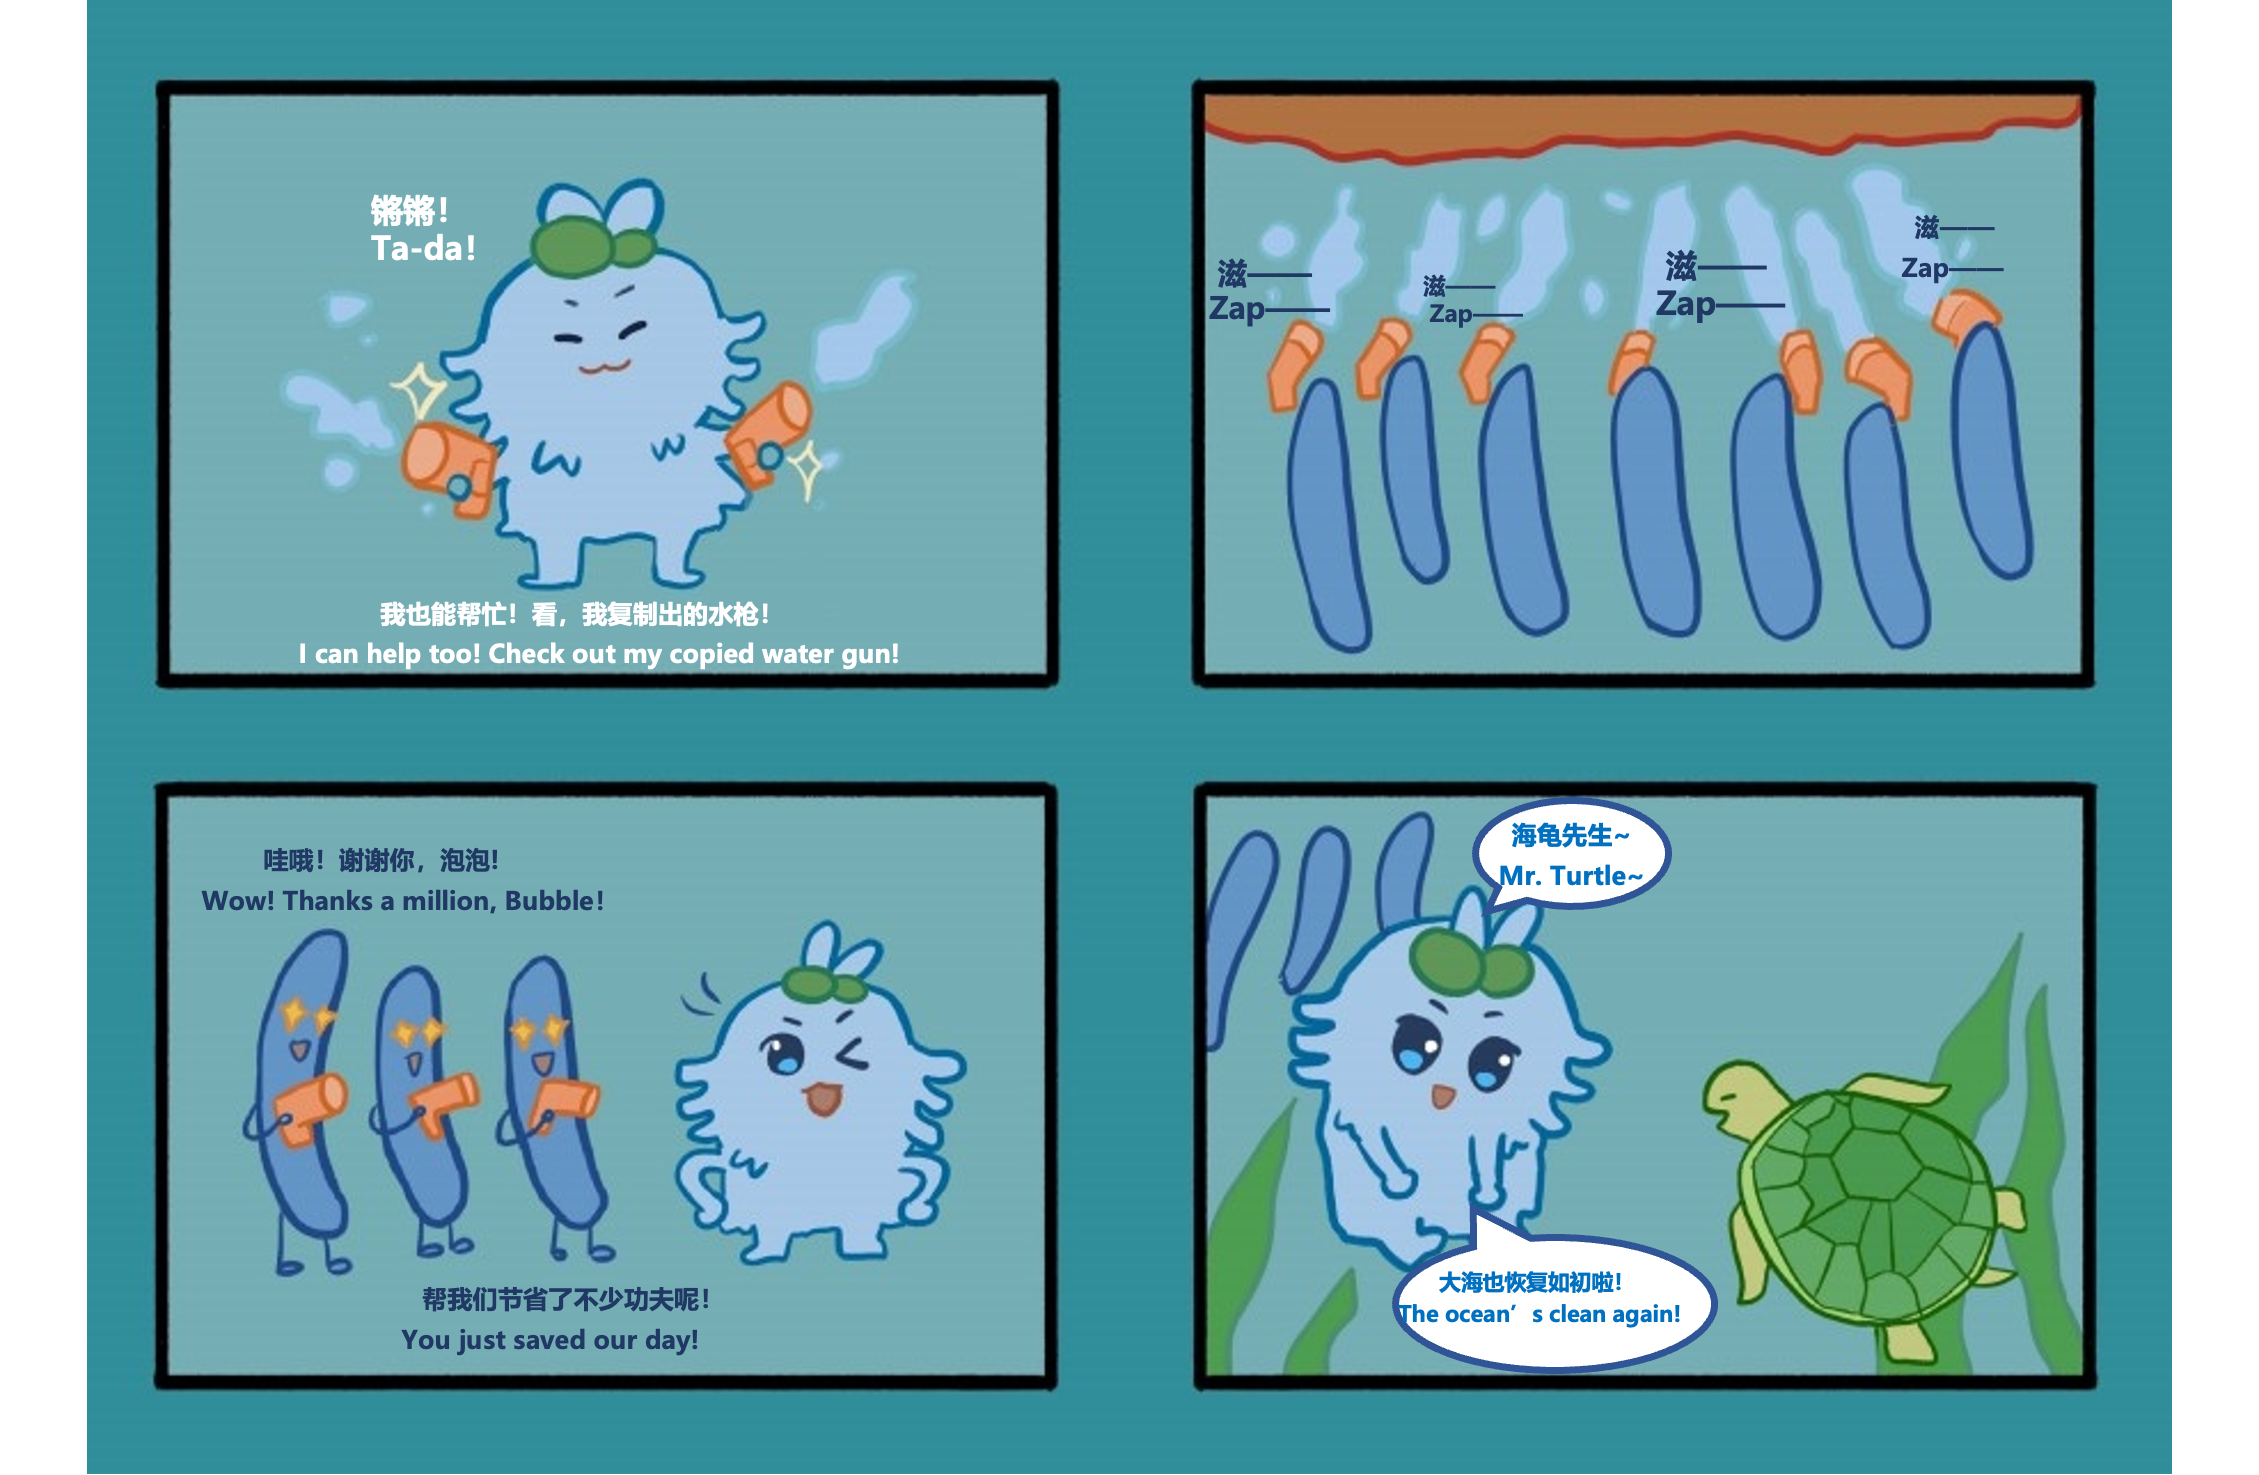 锵锵！
Ta-da！
我也能帮忙！看，我复制出的水枪！
I can help too! Check out my copied water gun!
滋——
Zap——
滋——
Zap——
滋——
Zap——
滋——
Zap——
哇哦！谢谢你，泡泡！
Wow! Thanks a million, Bubble！
帮我们节省了不少功夫呢！
You just saved our day!
海龟先生~
Mr. Turtle~
大海也恢复如初啦！
The ocean’s clean again!